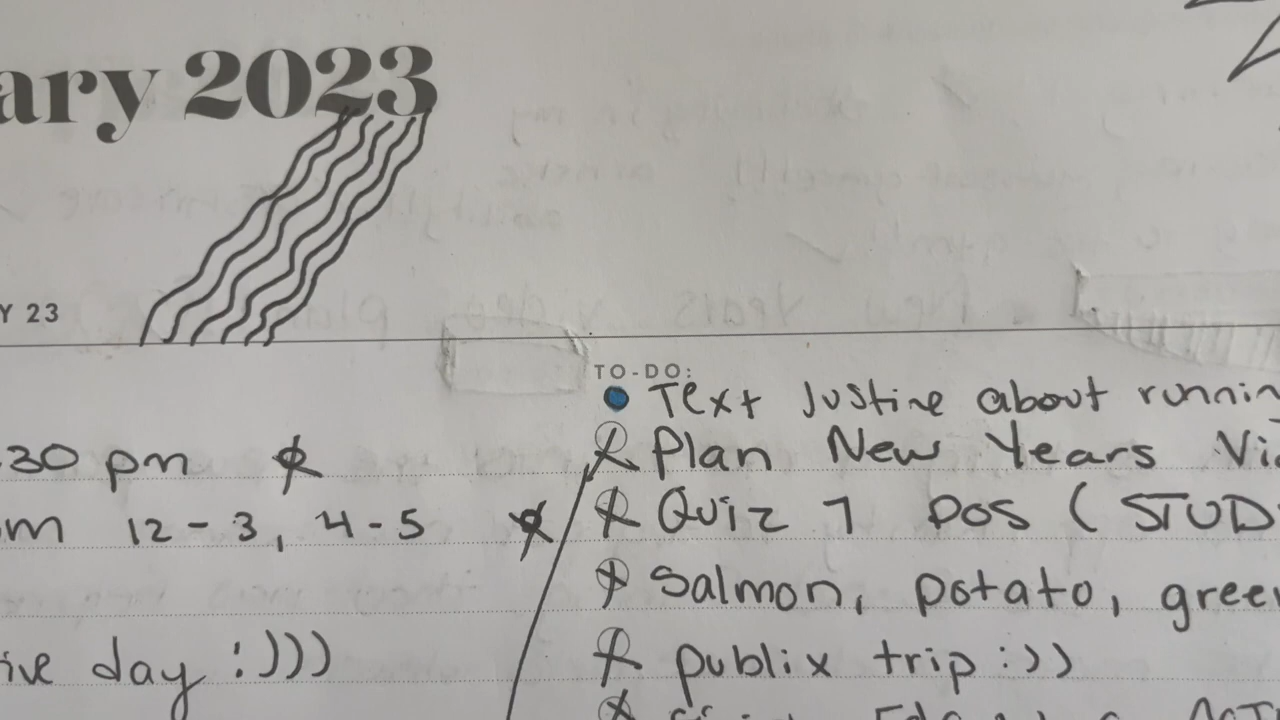 ary 2023
Y 23
TO-DO:
Text Justine about runnin
Plan New Years Vi
Quiz 7 POS (STUD
Salmon, potato, gree
publix trip :))
30 pm
m 12-3, 4-5
ive day :)))